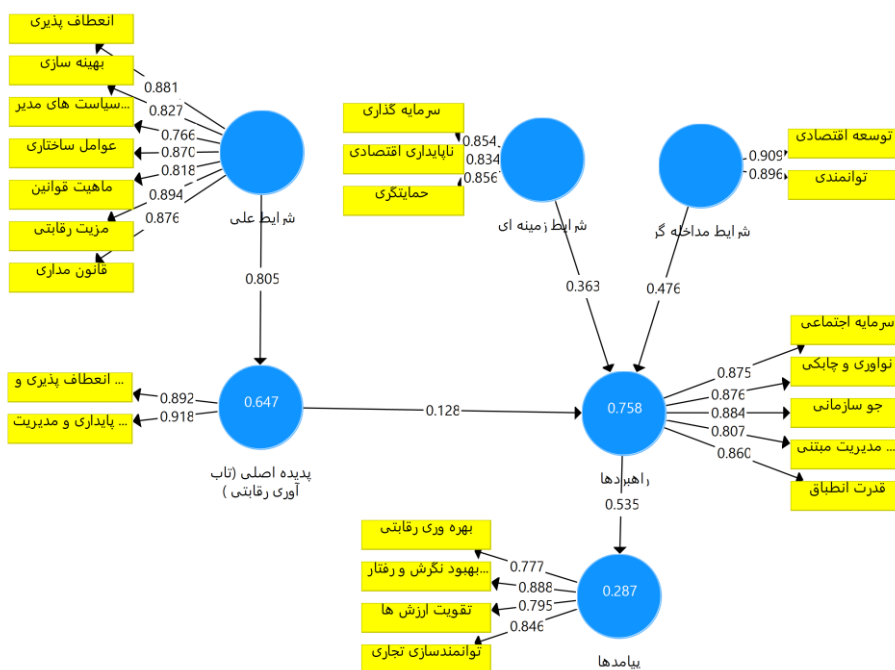 انعطاف پذیری
بهینه سازی
سیاست های مدیر...
عوامل ساختاری
ماهیت قوانین
مزیت رقابتی
قانون مداری
0.881
0.827
0.766
0.870
0.818
0.894
0.876
شرایط علی
0.805
سرمایه گذاری
ناپایداری اقتصادی
حمایتگری
0.854
0.834
0.856
شرایط زمینه ای
0.363
توسعه اقتصادی
توانمندی
0.909
0.896
شرایط مداخله گر
0.476
انعطاف پذیری و ...
پایداری و مدیریت ...
0.892
0.918
0.647
پدیده اصلی (تاب
آوری رقابتی )
0.128
0.758
راهبردها
0.875
0.876
0.884
0.807
0.860
سرمایه اجتماعی
نوآوری و چابکی
جو سازمانی
مدیریت مبتنی ...
قدرت انطباق
0.535
بهره وری رقابتی
بهبود نگرش و رفتار...
تقویت ارزش ها
توانمندسازی تجاری
0.777
0.888
0.795
0.846
0.287
پیامدها